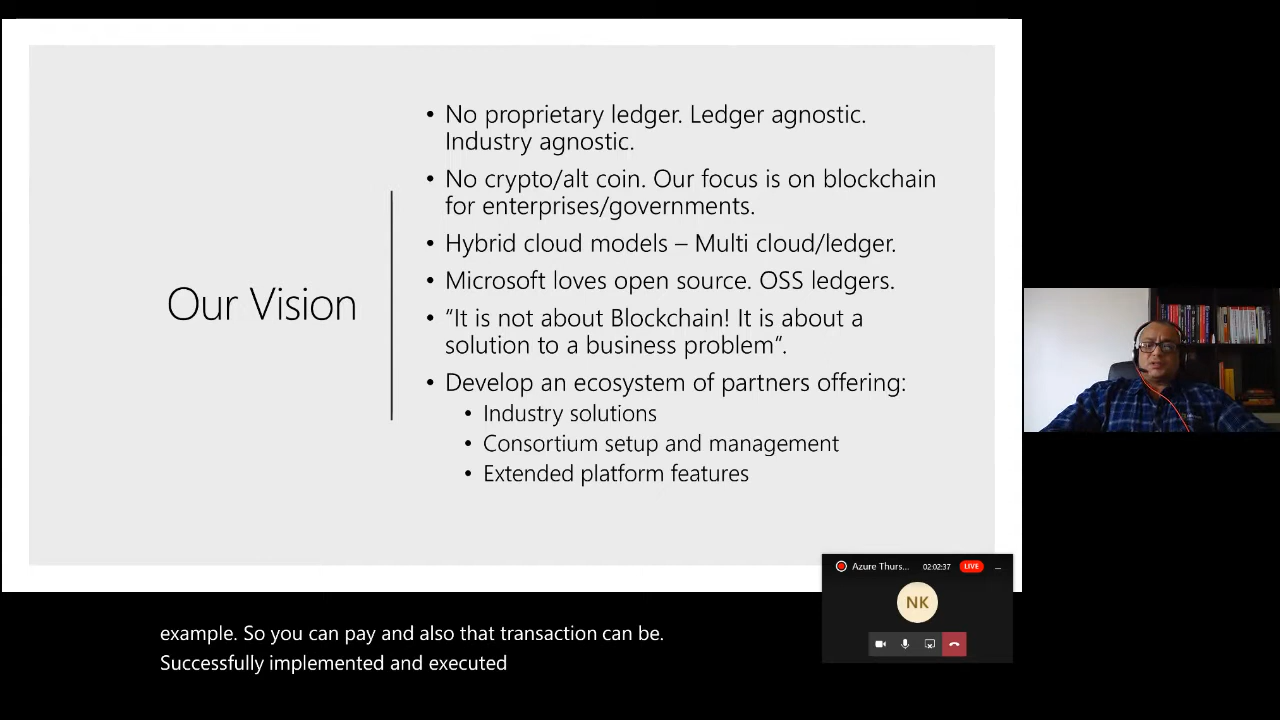 Our Vision
• No proprietary ledger. Ledger agnostic.
Industry agnostic.
• No crypto/alt coin. Our focus is on blockchain
for enterprises/governments.
• Hybrid cloud models – Multi cloud/ledger.
• Microsoft loves open source. OSS ledgers.
• “It is not about Blockchain! It is about a
solution to a business problem“.
• Develop an ecosystem of partners offering:
• Industry solutions
• Consortium setup and management
• Extended platform features
Azure Thurs... 02:02:37 LIVE
NK
example. So you can pay and also that transaction can be.
Successfully implemented and executed